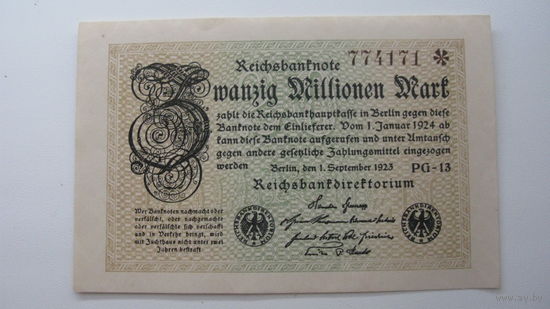 Reichsbanknote 774171 *
Zwanzig Millionen Mark
zahlt die Reichsbankhauptkasse in Berlin gegen diese
Banknote dem Einlieferer. Vom 1. Januar 1924 ab
kann diese Banknote aufgerufen und unter Umtausch
gegen andere gesetzliche Zahlungsmittel eingezogen
werden Berlin, den 1. September 1923 PG-13
Reichsbankdirektorium
Wer Banknoten nachmacht oder
verfälscht, oder nachgemachte
oder verfälschte sich verschafft
und in Verkehr bringt, wird
mit Zuchthaus nicht unter zwei
Jahren bestraft
www.ay.by